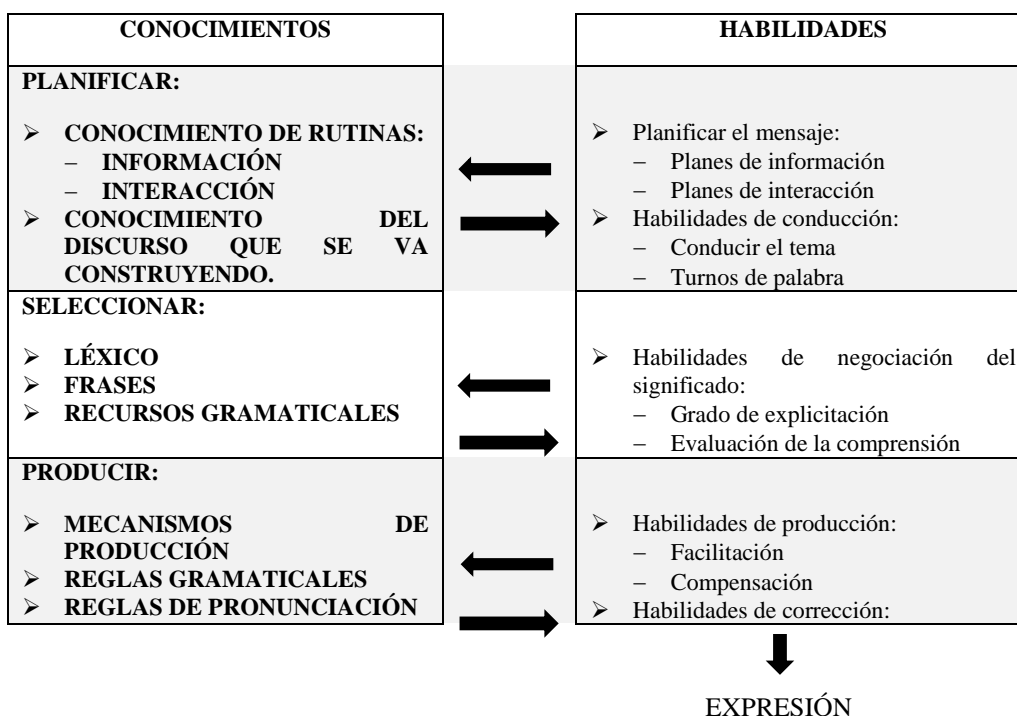 CONOCIMIENTOS
PLANIFICAR:
➢ CONOCIMIENTO DE RUTINAS:
− INFORMACIÓN
− INTERACCIÓN
➢ CONOCIMIENTO DEL
DISCURSO QUE SE VA
CONSTRUYENDO.
SELECCIONAR:
➢ LÉXICO
➢ FRASES
➢ RECURSOS GRAMATICALES
PRODUCIR:
➢ MECANISMOS DE
PRODUCCIÓN
➢ REGLAS GRAMATICALES
➢ REGLAS DE PRONUNCIACIÓN
HABILIDADES
➢ Planificar el mensaje:
− Planes de información
− Planes de interacción
➢ Habilidades de conducción:
− Conducir el tema
− Turnos de palabra
➢ Habilidades de negociación del
significado:
− Grado de explicitación
− Evaluación de la comprensión
➢ Habilidades de producción:
− Facilitación
− Compensación
➢ Habilidades de corrección:
EXPRESIÓN